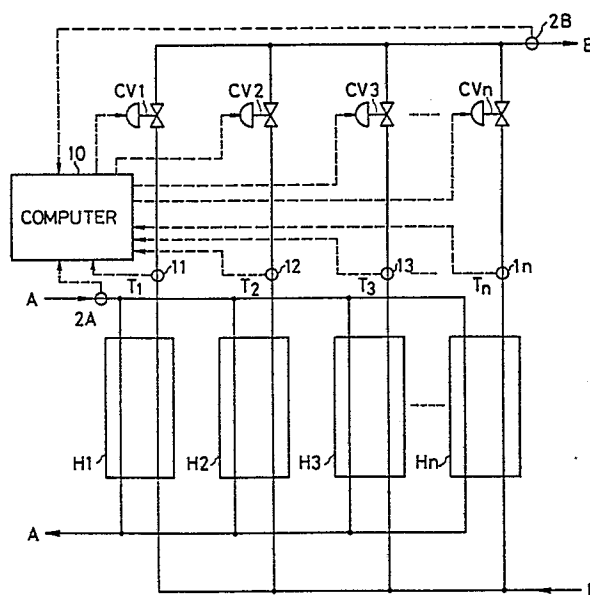 2B
CV1 CV2 CV3 CVn
10
COMPUTER
11 12 13 1n
T1 T2 T3 Tn
A
2A
H1 H2 H3 Hn
A